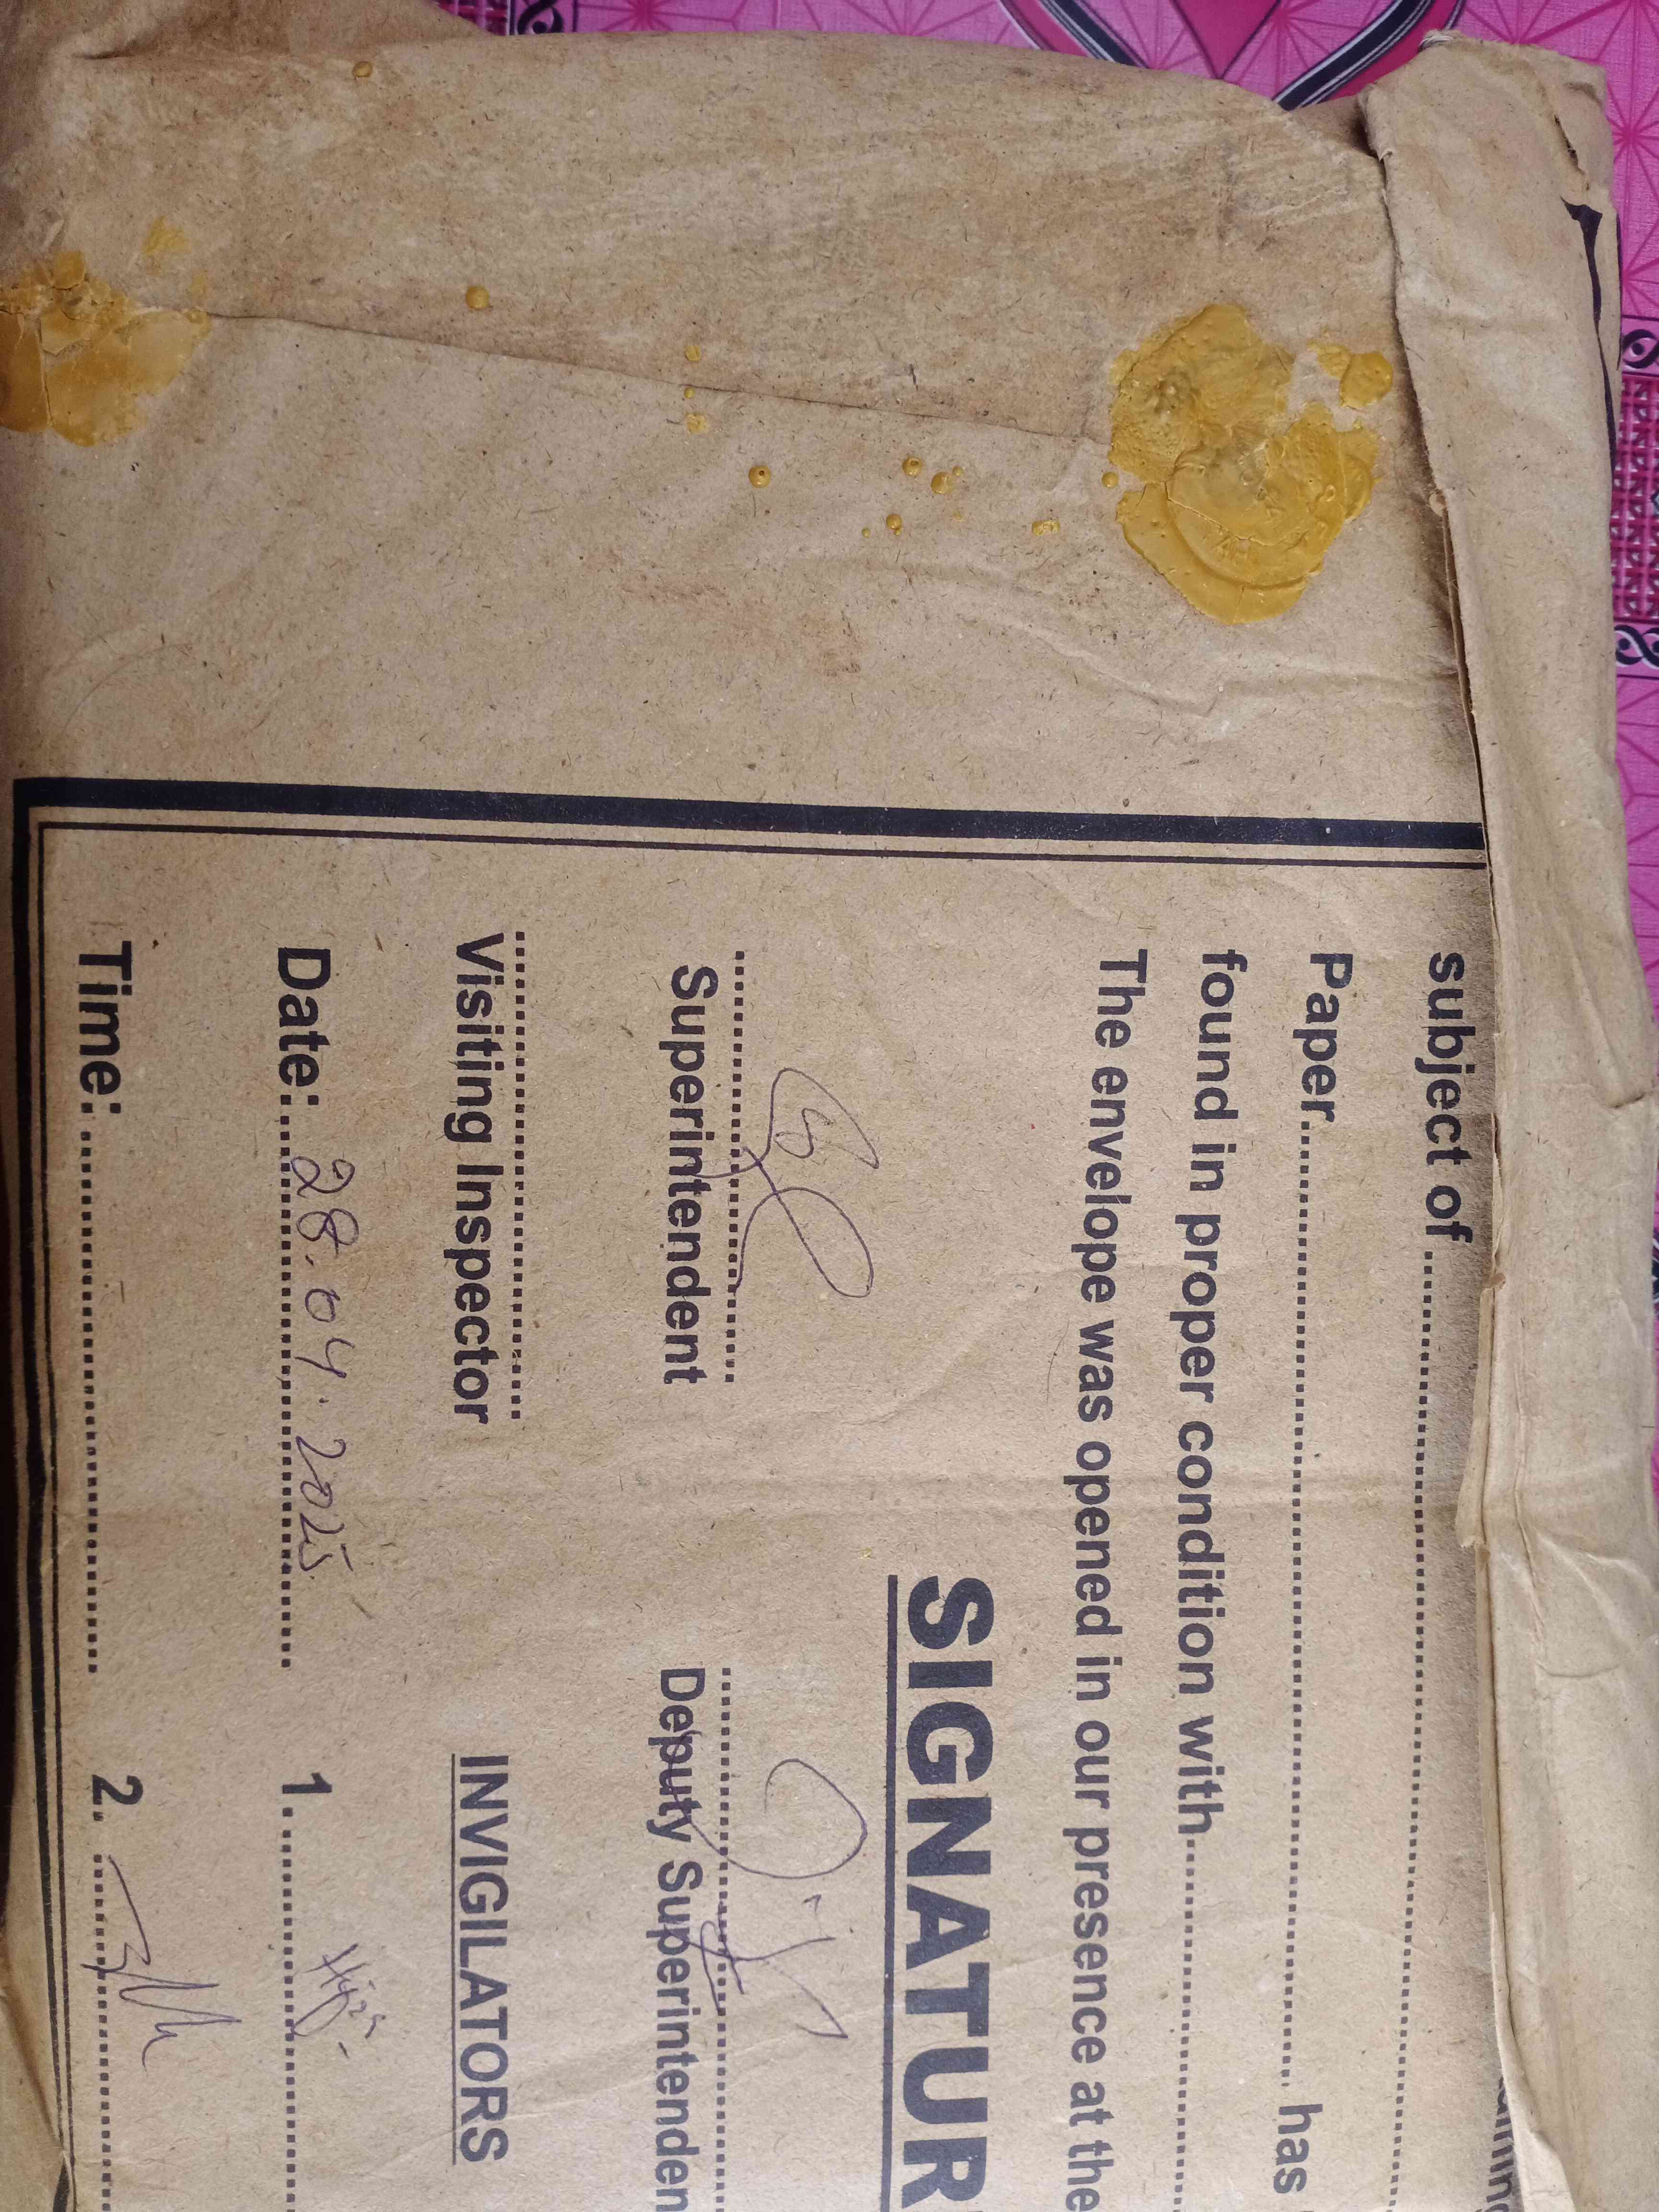 subject of ........................................
Paper ........................................ has
found in proper condition with ....................
The envelope was opened in our presence at the
SIGNATUR
Superintendent
Deputy Superintenden
Visiting Inspector
INVIGILATORS
Date: 28.04.2025
1. ....................
Time: ....................
2. ....................